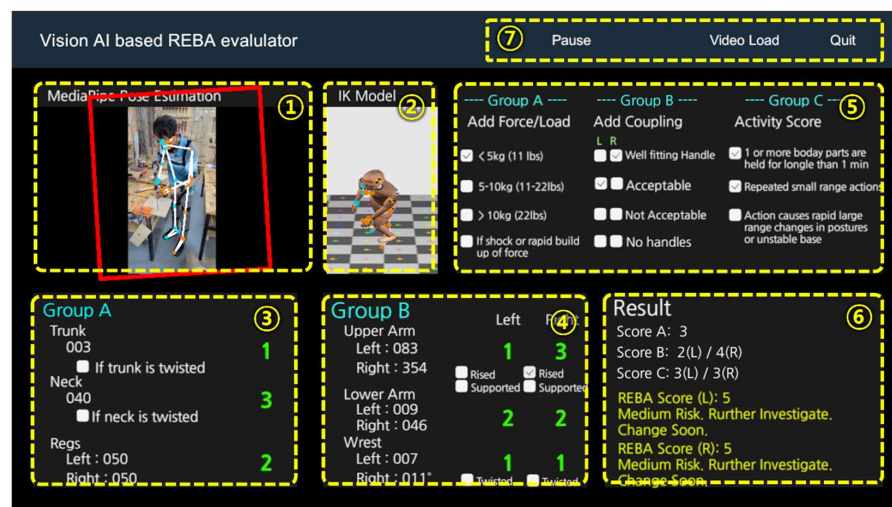 Vision AI based REBA evalulator
⑦ Pause Video Load Quit
MediaPipe Pose Estimation ①
IK Model ②
---- Group A ---- ---- Group B ---- ---- Group C ---- ⑤
Add Force/Load Add Coupling Activity Score
L R
< 5kg (11 lbs) Well fitting Handle 1 or more boday parts are
held for longle than 1 min
5-10kg (11-22lbs) Acceptable Repeated small range actions
> 10kg (22lbs) Not Acceptable Action causes rapid large
range changes in postures
or unstable base
If shock or rapid build
up of force
No handles
Group A ③
Trunk
003 1
If trunk is twisted
Neck
040 3
If neck is twisted
Regs
Left : 050 2
Right : 050
Group B Left Right ④
Upper Arm
Left : 083 1 3
Right : 354
Rised Rised
Supported Supported
Lower Arm
Left : 009 2 2
Right : 046
Wrest
Left : 007 1 1
Right : 011° Twisted Twisted
Result ⑥
Score A: 3
Score B: 2(L) / 4(R)
Score C: 3(L) / 3(R)
REBA Score (L): 5
Medium Risk. Rurther Investigate.
Change Soon.
REBA Score (R): 5
Medium Risk. Rurther Investigate.
Change Soon.